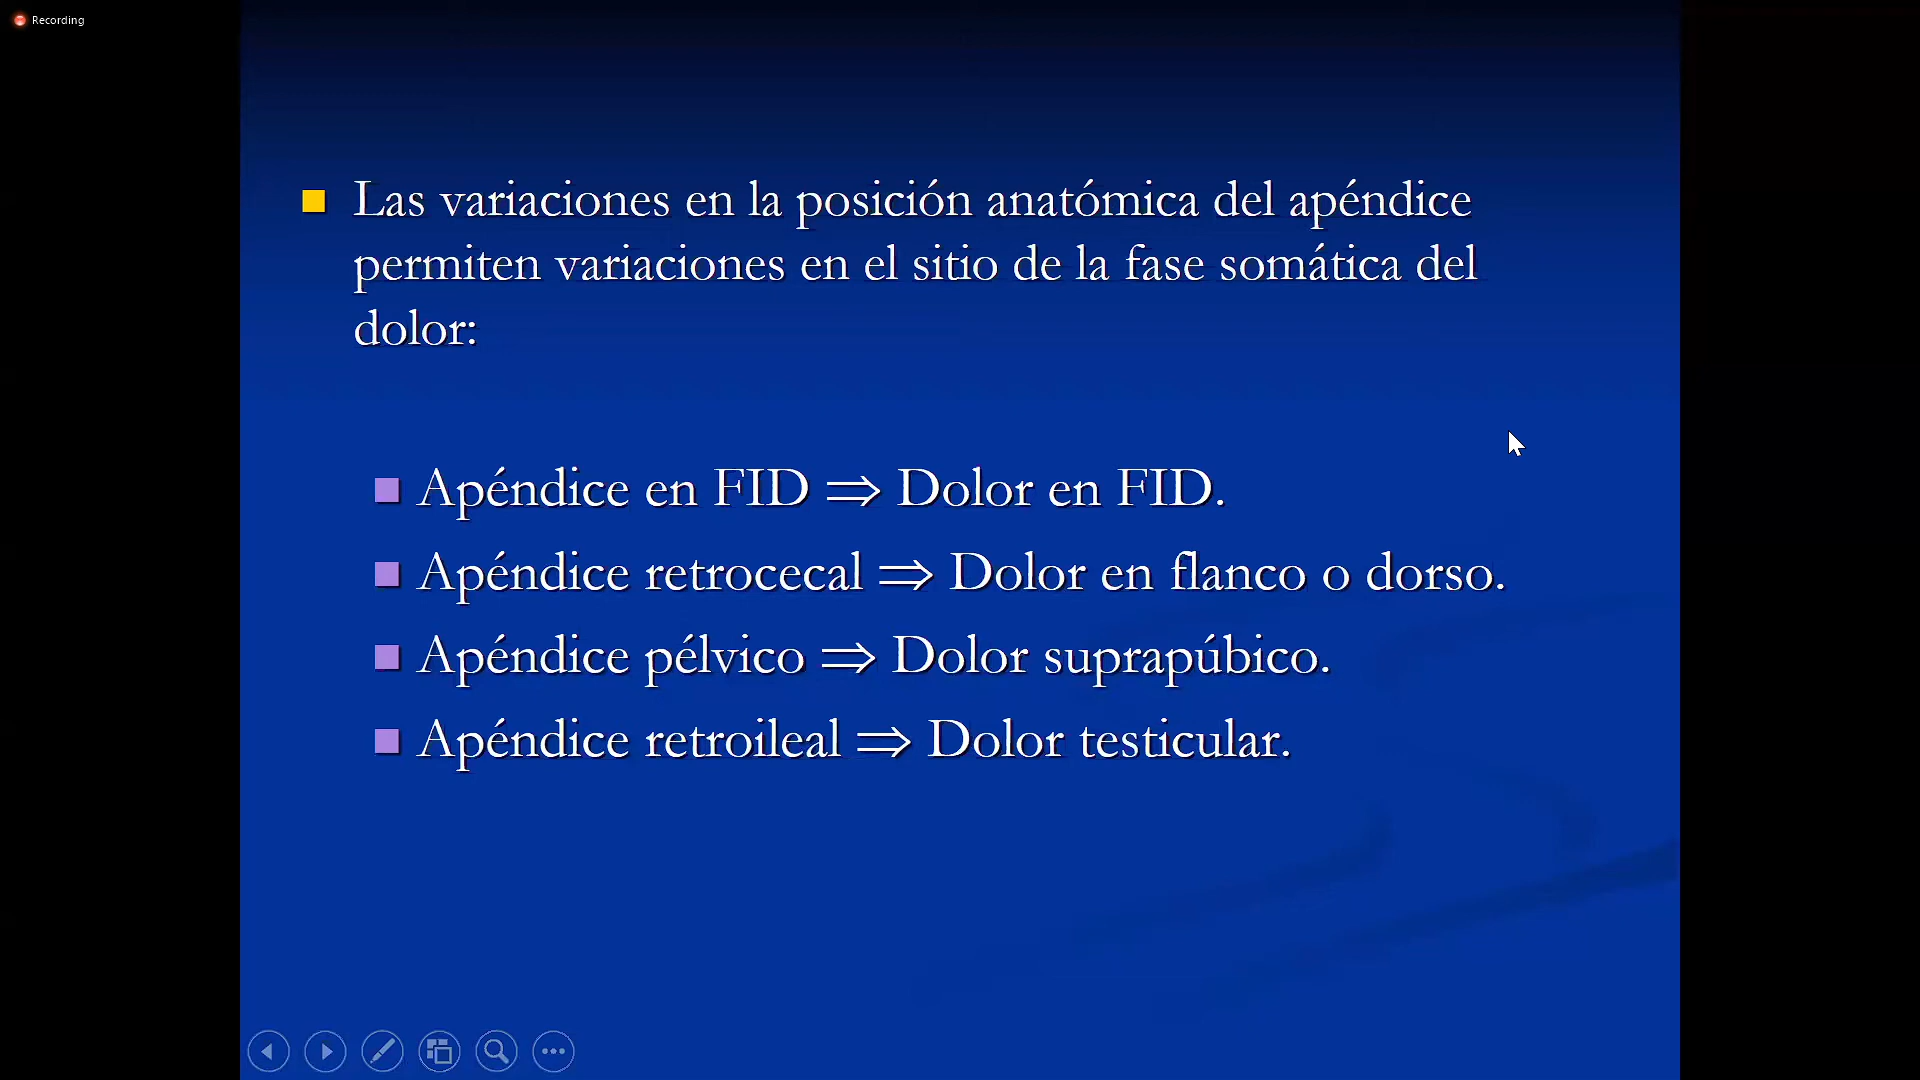 Recording
Las variaciones en la posición anatómica del apéndice
permiten variaciones en el sitio de la fase somática del
dolor:
Apéndice en FID ⇒ Dolor en FID.
Apéndice retrocecal ⇒ Dolor en flanco o dorso.
Apéndice pélvico ⇒ Dolor suprapúbico.
Apéndice retroileal ⇒ Dolor testicular.